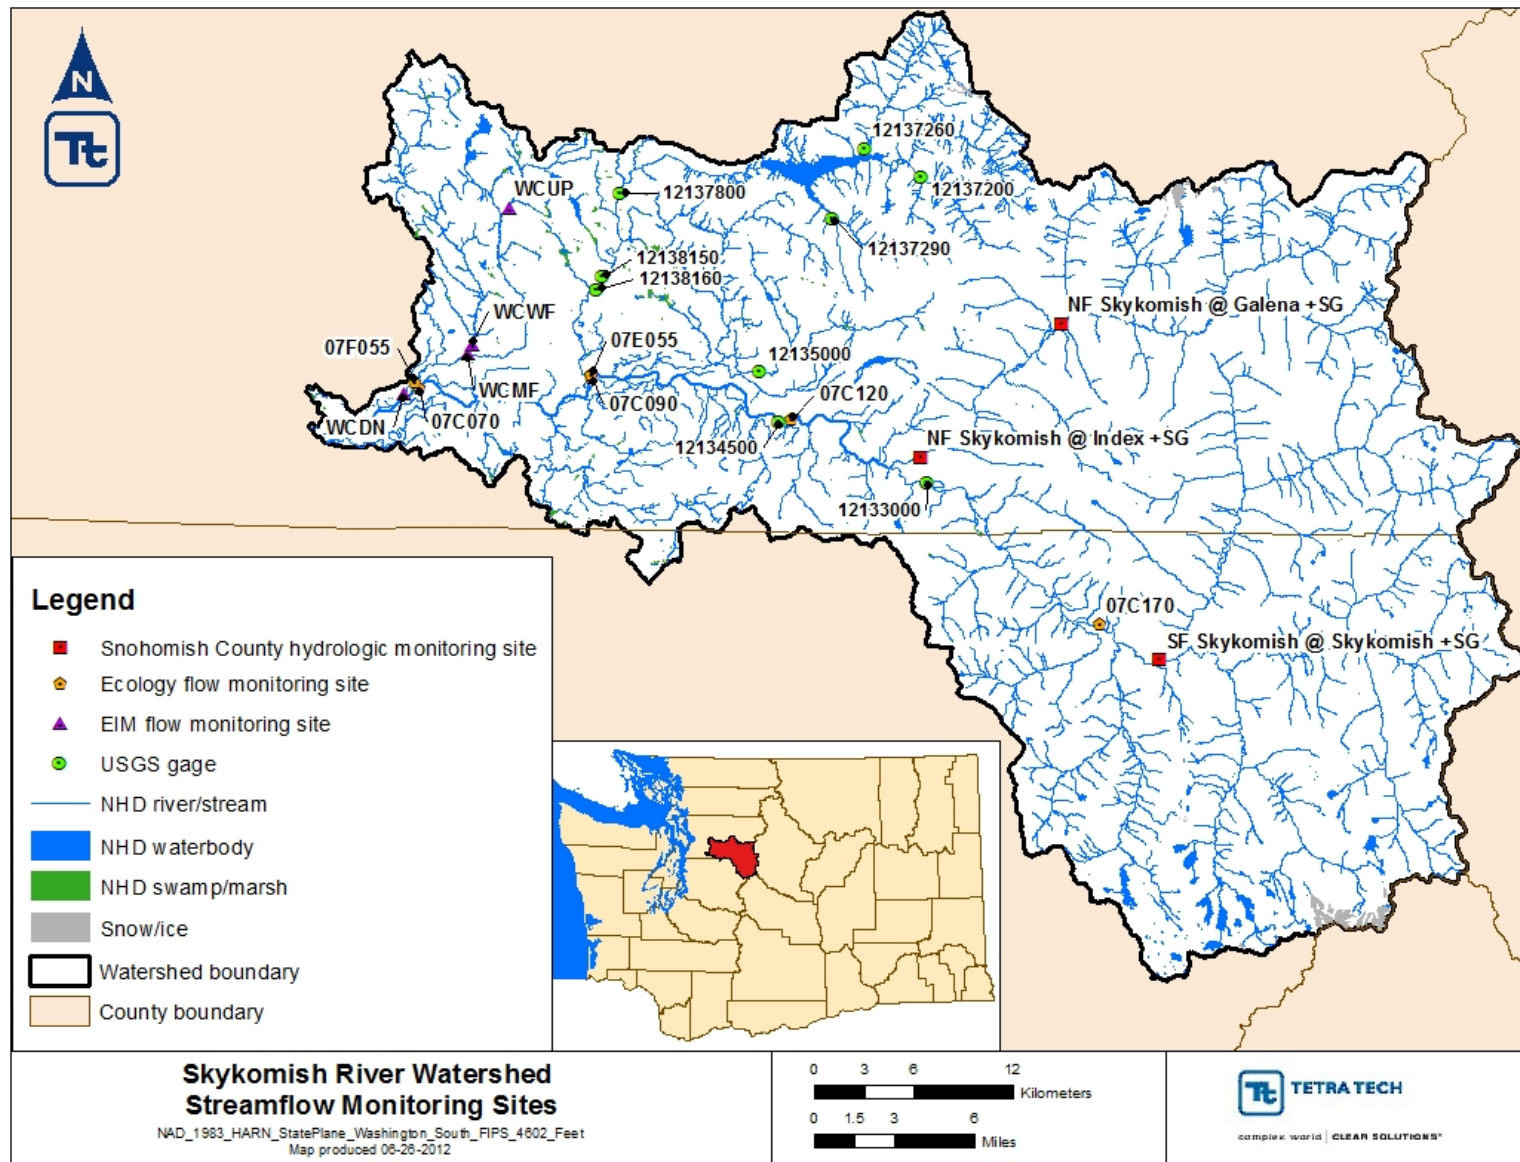 N
Tt
12137260
12137200
WCUP
12137800
12137290
12138150
12138160
NF Skykomish @ Galena +SG
WCWF
07F055
07E055
12135000
WCMF
07C090
07C120
WCDN
07C070
12134500
NF Skykomish @ Index +SG
12133000
07C170
SF Skykomish @ Skykomish +SG
Legend
Snohomish County hydrologic monitoring site
Ecology flow monitoring site
EIM flow monitoring site
USGS gage
NHD river/stream
NHD waterbody
NHD swamp/marsh
Snow/ice
Watershed boundary
County boundary
Skykomish River Watershed
Streamflow Monitoring Sites
NAD_1983_HARN_StatePlane_Washington_South_FIPS_4602_Feet
Map produced 06-26-2012
0 3 6 12
Kilometers
0 1.5 3 6
Miles
Tt TETRA TECH
complex world | CLEAR SOLUTIONS™